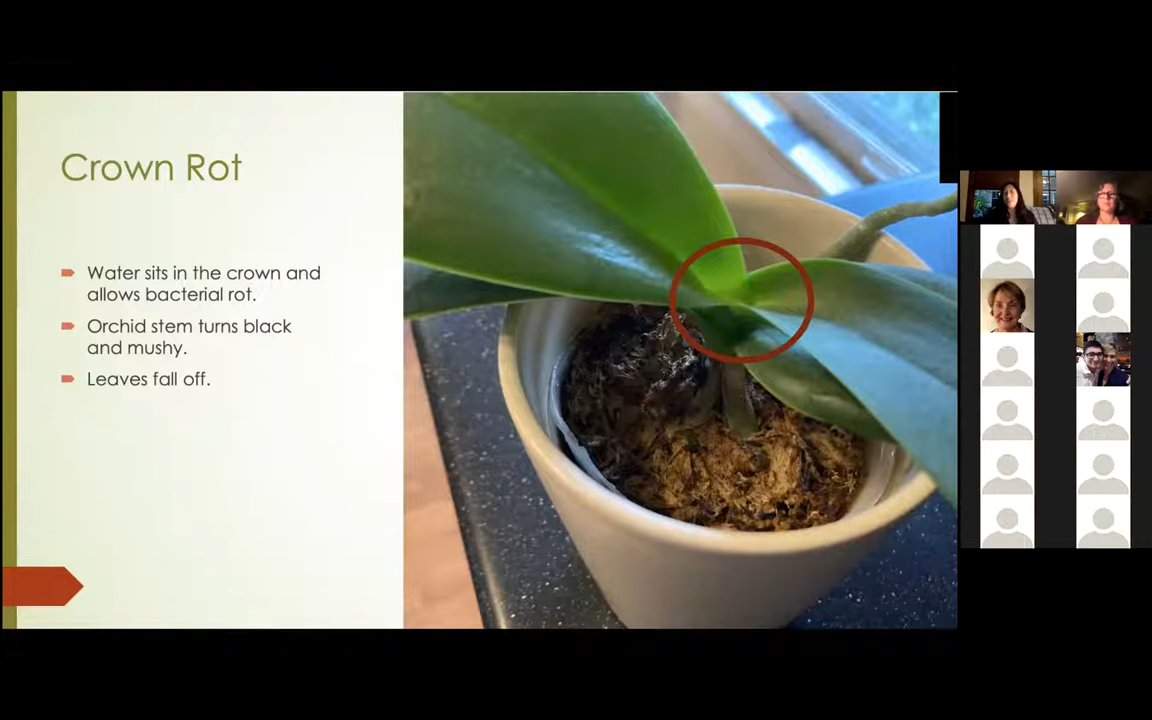 Crown Rot
Water sits in the crown and
allows bacterial rot.
Orchid stem turns black
and mushy.
Leaves fall off.